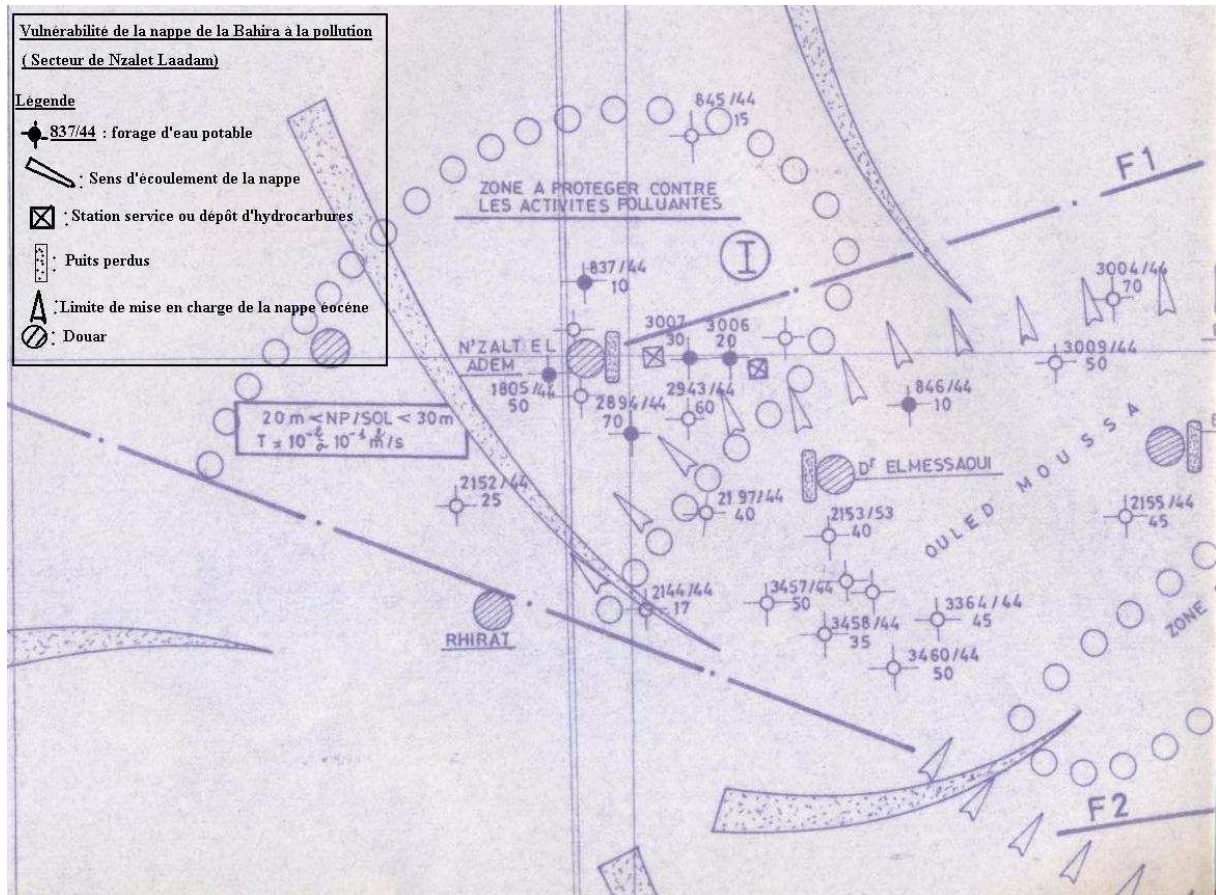 Vulnérabilité de la nappe de la Bahira à la pollution
( Secteur de Nzalet Laadam)
Légende
837/44 : forage d'eau potable
: Sens d'écoulement de la nappe
: Station service ou dépôt d'hydrocarbures
: Puits perdus
: Limite de mise en charge de la nappe éocène
: Douar
845/44
15
ZONE A PROTEGER CONTRE
LES ACTIVITES POLLUANTES
I
F1
837/44
10
3004/44
70
3007
30
3006
20
N'ZALT EL
ADEM
3009/44
50
1805/44
50
2943/44
60
846/44
10
2894/44
70
20m < NP/SOL < 30m
OULED MOUSSA
Dr ELMESSAOUI
2152/44
25
2197/44
40
2153/53
40
2155/44
45
2144/44
17
3457/44
50
3364/44
45
RHIRAT
3458/44
35
3460/44
50
ZONE
F2